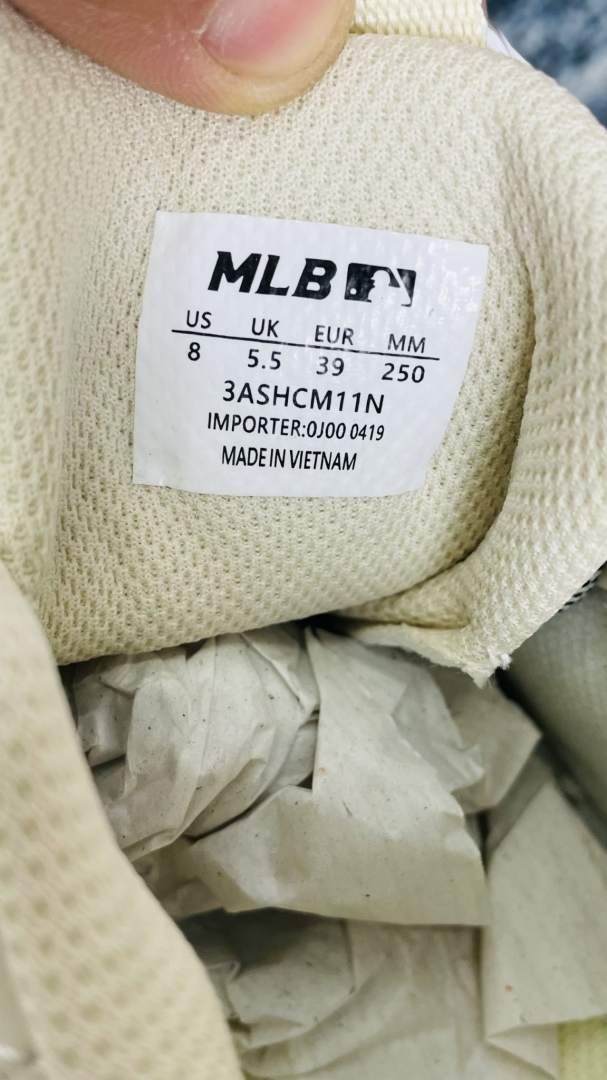 MLB
US UK EUR MM
8 5.5 39 250
3ASHCM11N
IMPORTER:0J00 0419
MADE IN VIETNAM